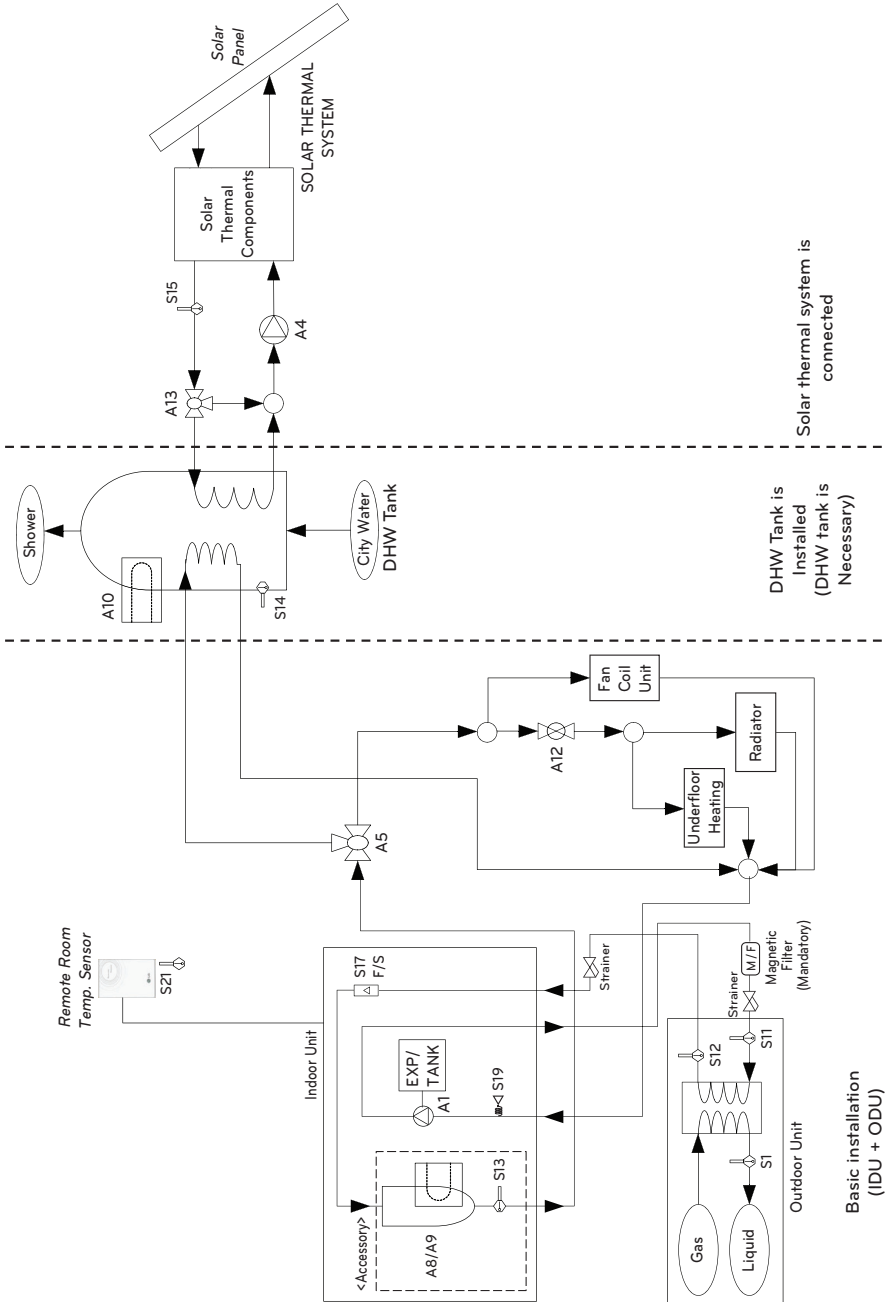 Solar
Panel
SOLAR THERMAL
SYSTEM
Solar
Thermal
Components
S15
A4
A13
Solar thermal system is
connected
Shower
City Water
DHW Tank
A10
S14
DHW Tank is
Installed
(DHW tank is
Necessary)
Fan
Coil
Unit
A12
Radiator
Underfloor
Heating
A5
Remote Room
Temp. Sensor
S21
LG
Indoor Unit
S17
F/S
Strainer
EXP/
TANK
A1
S19
<Accessory>
A8/A9
S13
M/F
Magnetic
Filter
(Mandatory)
Strainer
S12
S11
S1
Gas
Liquid
Outdoor Unit
Basic installation
(IDU + ODU)